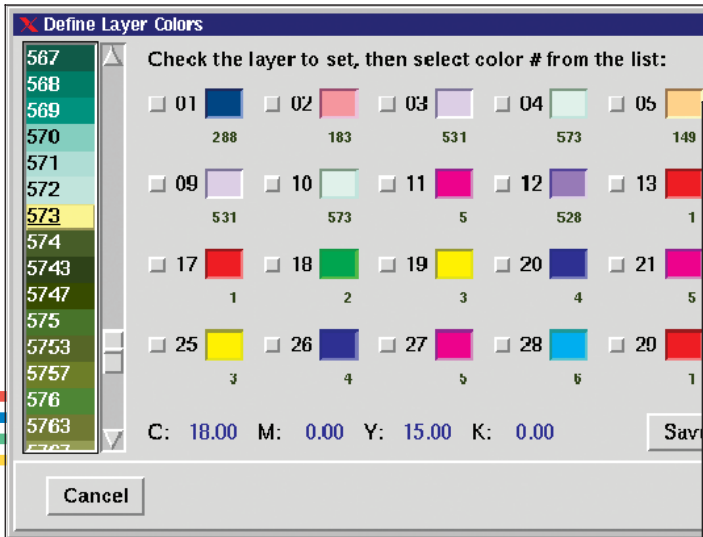 Define Layer Colors
Check the layer to set, then select color # from the list:
567
568
569
570
571
572
573
574
5743
5747
575
5753
5757
576
5763
5767
01 02 03 04 05
288 183 531 573 149
09 10 11 12 13
531 573 5 528 1
17 18 19 20 21
1 2 3 4 5
25 26 27 28 29
3 4 5 6 1
C: 18.00 M: 0.00 Y: 15.00 K: 0.00
Sav
Cancel